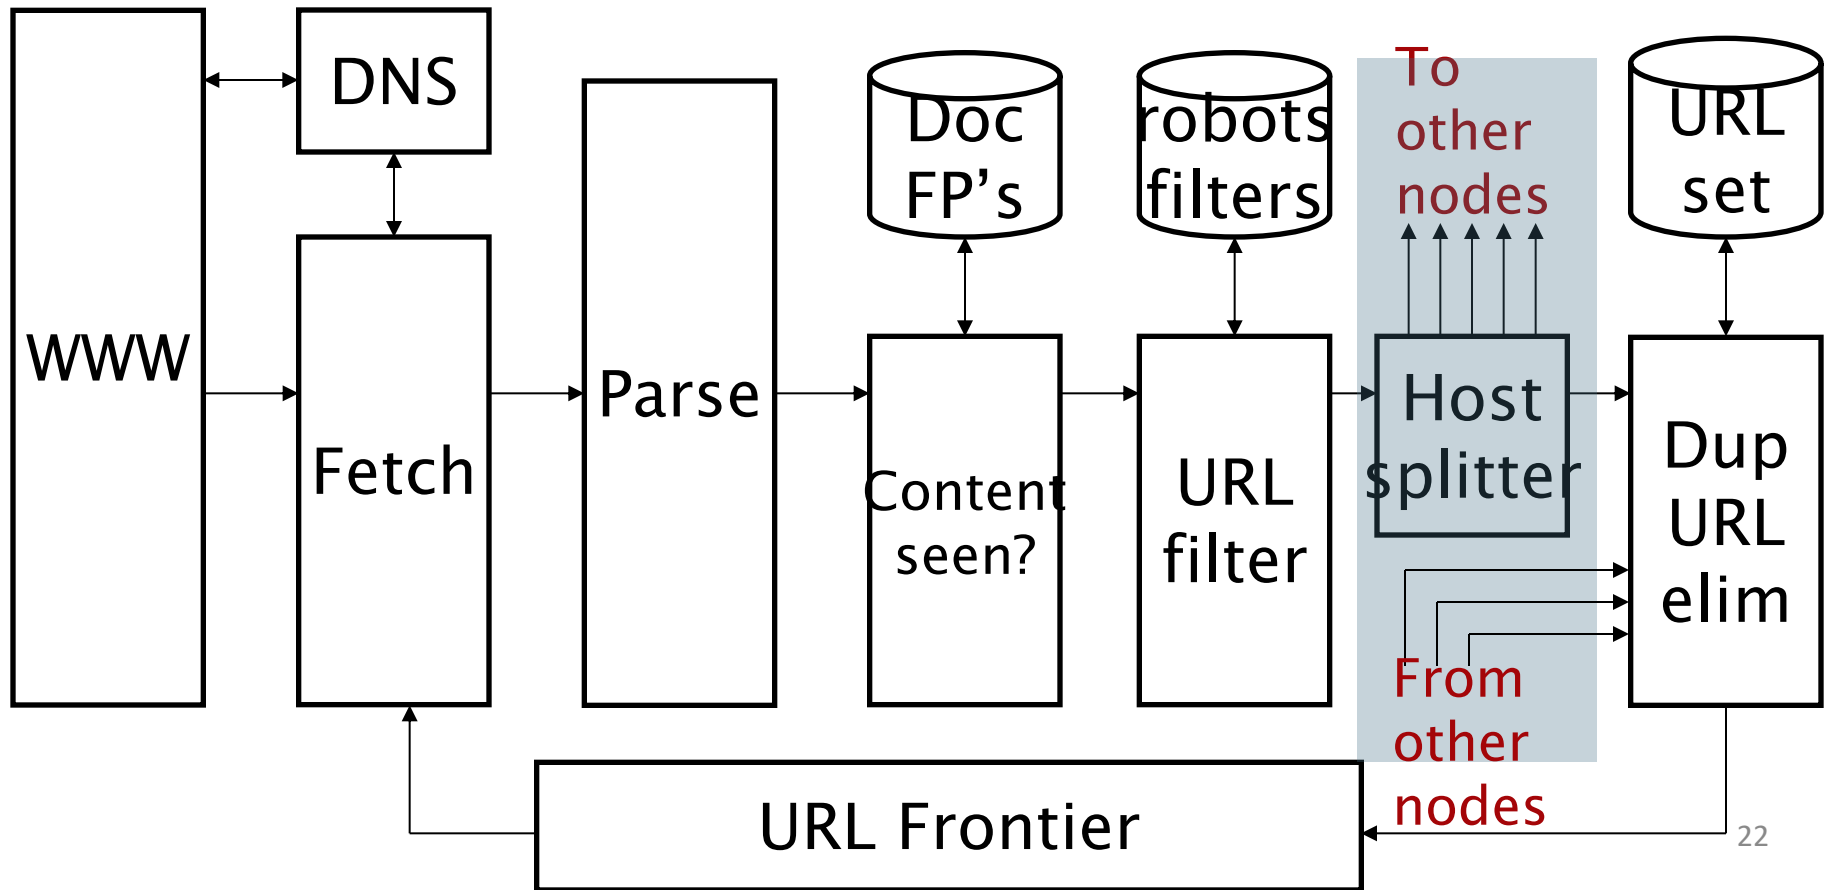 WWW
DNS
Fetch
Parse
Doc
FP’s
Content
seen?
robots
filters
URL
filter
To
other
nodes
Host
splitter
From
other
nodes
URL
set
Dup
URL
elim
URL Frontier
22